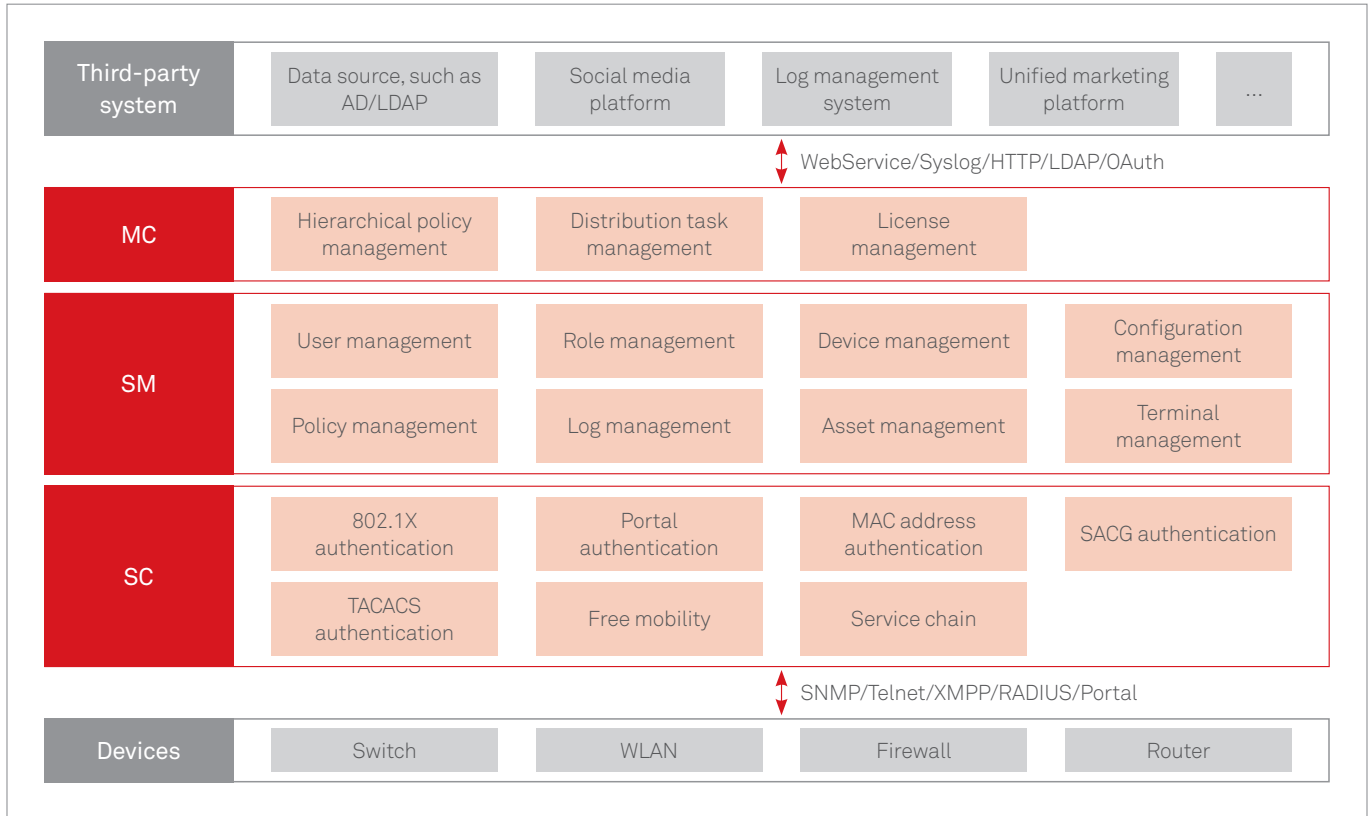 Third-party
system
Data source, such as
AD/LDAP
Social media
platform
Log management
system
Unified marketing
platform
...
WebService/Syslog/HTTP/LDAP/OAuth
MC
Hierarchical policy
management
Distribution task
management
License
management
SM
User management
Role management
Device management
Configuration
management
Policy management
Log management
Asset management
Terminal
management
SC
802.1X
authentication
Portal
authentication
MAC address
authentication
SACG authentication
TACACS
authentication
Free mobility
Service chain
SNMP/Telnet/XMPP/RADIUS/Portal
Devices
Switch
WLAN
Firewall
Router